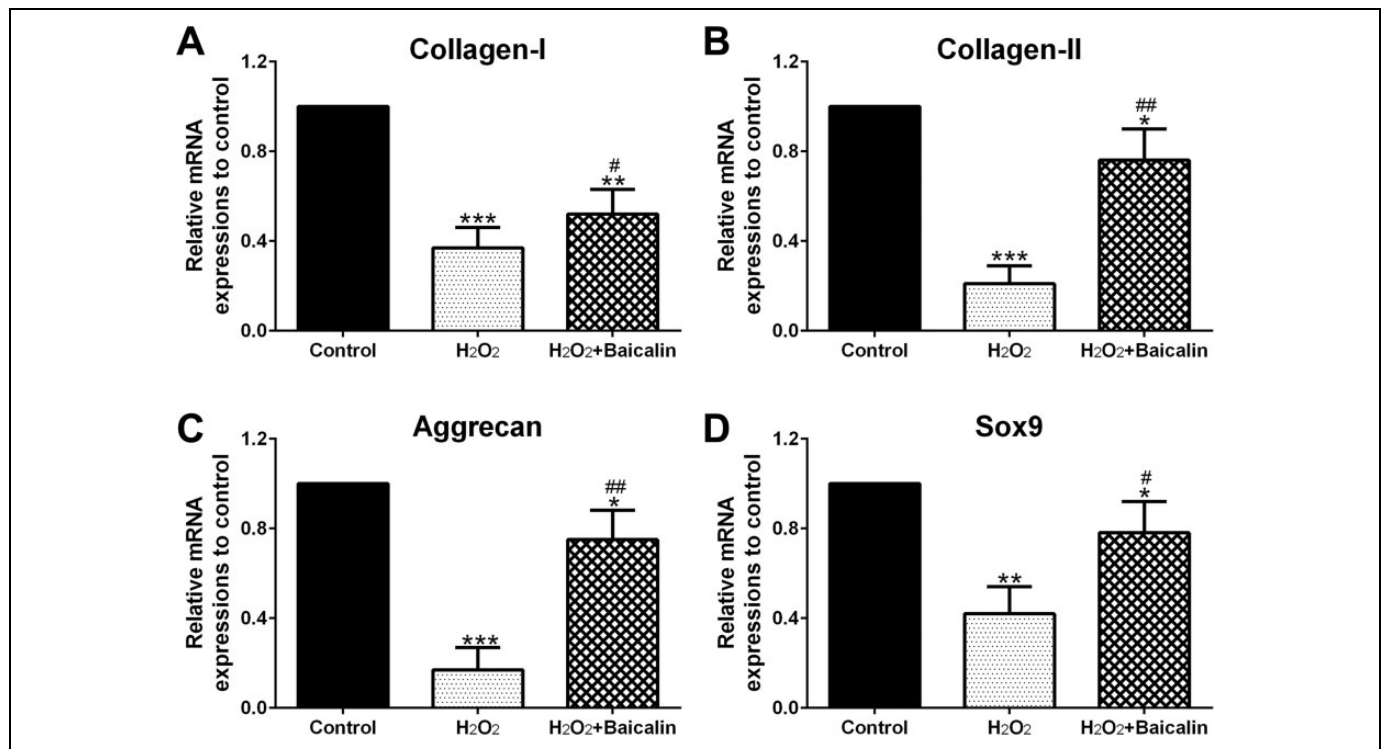 A
Collagen-I
Relative mRNA
expressions to control
1.2
0.8
0.4
0.0
***
#
**
Control
H2O2
H2O2+Baicalin
B
Collagen-II
Relative mRNA
expressions to control
1.2
0.8
0.4
0.0
***
##
*
Control
H2O2
H2O2+Baicalin
C
Aggrecan
Relative mRNA
expressions to control
1.2
0.8
0.4
0.0
***
##
*
Control
H2O2
H2O2+Baicalin
D
Sox9
Relative mRNA
expressions to control
1.2
0.8
0.4
0.0
**
#
*
Control
H2O2
H2O2+Baicalin